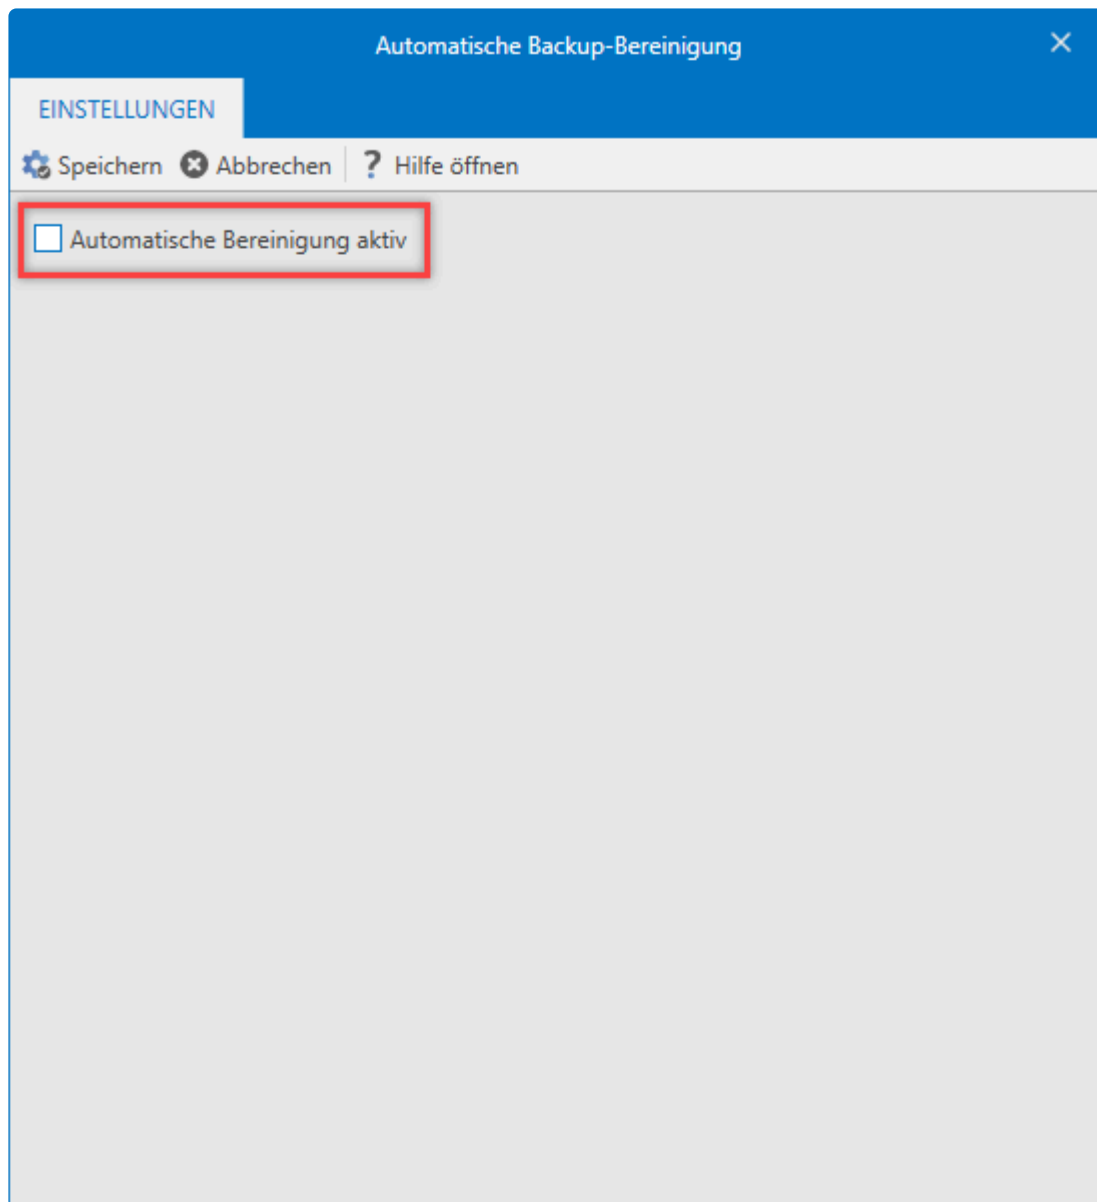 Automatische Backup-Bereinigung
EINSTELLUNGEN
Speichern Abbrechen ? Hilfe öffnen
Automatische Bereinigung aktiv